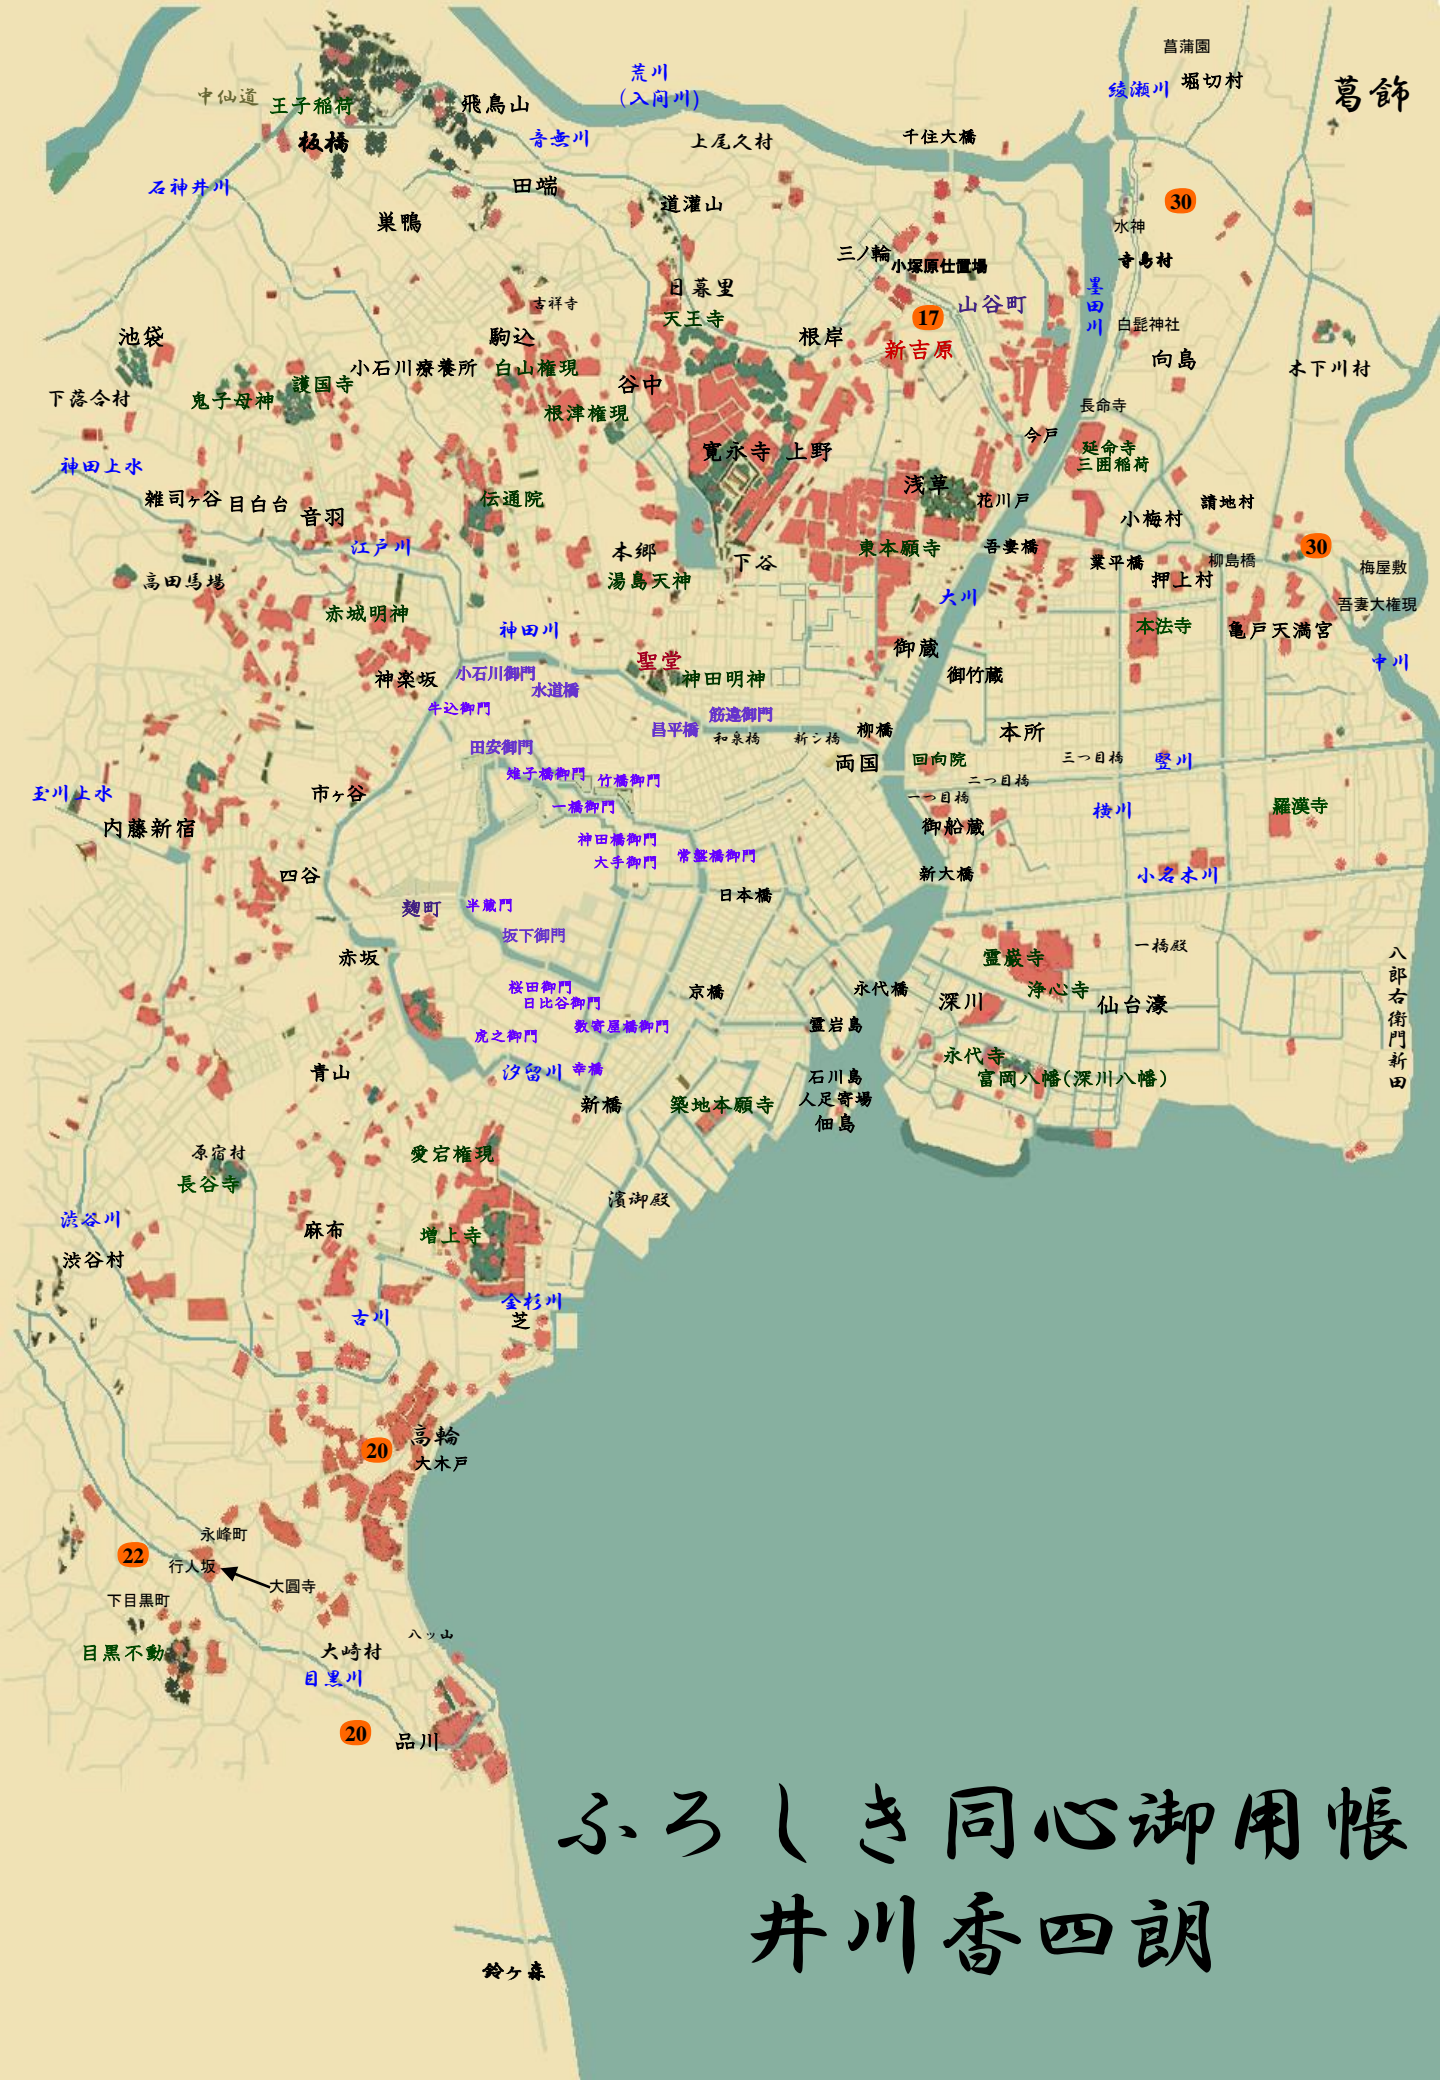 菖蒲園
荒川
(入间川)
綾瀬川
堀切村
葛飾
中仙道
王子稲荷
飛鳥山
板橋
音無川
上尾久村
千住大橋
石神井川
田端
道灌山
30
巣鴨
水神
三ノ輪
小塚原仕置場
寺島村
日暮里
吉祥寺
山谷町
墨田川
天王寺
17
白髭神社
池袋
駒込
根岸
新吉原
向島
小石川療養所
白山権現
木下川村
護国寺
谷中
下落合村
鬼子母神
根津権現
長命寺
今戸
延命寺
三囲稲荷
寛永寺
上野
神田上水
浅草
雑司ヶ谷
目白台
伝通院
花川戸
請地村
音羽
小梅村
江戸川
本郷
下谷
東本願寺
吾妻橋
30
業平橋
柳島橋
梅屋敷
高田馬場
湯島天神
押上村
大川
吾妻大権現
赤城明神
神田川
本法寺
亀戸天満宮
御蔵
聖堂
中川
神楽坂
小石川御門
水道橋
神田明神
御竹蔵
牛込御門
筋違御門
昌平橋
和泉橋
新シ橋
柳橋
本所
田安御門
両国
回向院
三つ目橋
竪川
雉子橋御門
竹橋御門
二つ目橋
玉川上水
市ヶ谷
一橋御門
一つ目橋
横川
羅漢寺
内藤新宿
御船蔵
神田橋御門
大手御門
常盤橋御門
四谷
新大橋
小名木川
日本橋
麹町
半蔵門
坂下御門
一橋殿
赤坂
霊巌寺
八郎右衛門新田
桜田御門
京橋
永代橋
浄心寺
日比谷御門
深川
仙台濠
数寄屋橋御門
霊岩島
虎之御門
永代寺
青山
汐留川
幸橋
石川島
富岡八幡(深川八幡)
人足寄場
新橋
築地本願寺
佃島
原宿村
愛宕権現
長谷寺
濱御殿
渋谷川
麻布
増上寺
渋谷村
金杉川
古川
芝
高輪
20
大木戸
永峰町
22
行人坂
大圓寺
下目黒町
八ッ山
目黒不動
大崎村
目黒川
20
品川
ふろしき同心御用帳
井川香四朗
鈴ヶ森